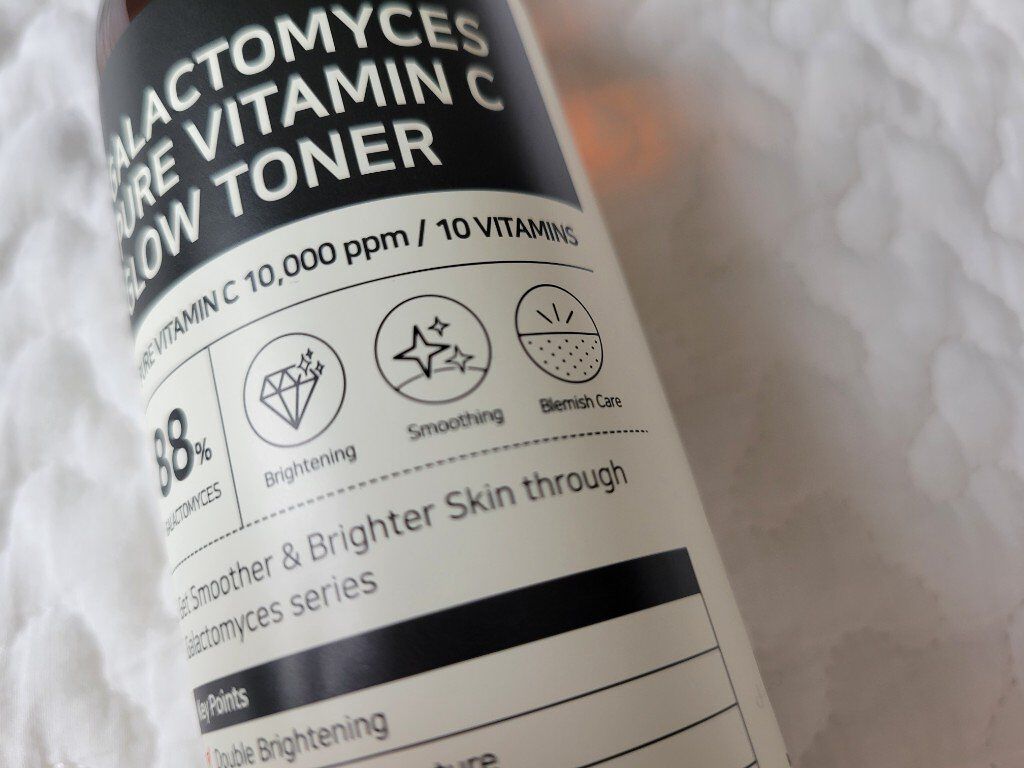 GALACTOMYCES
PURE VITAMIN C
GLOW TONER
PURE VITAMIN C 10,000 ppm / 10 VITAMINS
88%
GALACTOMYCES
Brightening
Smoothing
Blemish Care
Get Smoother & Brighter Skin through
Galactomyces series
Key Points
Double Brightening